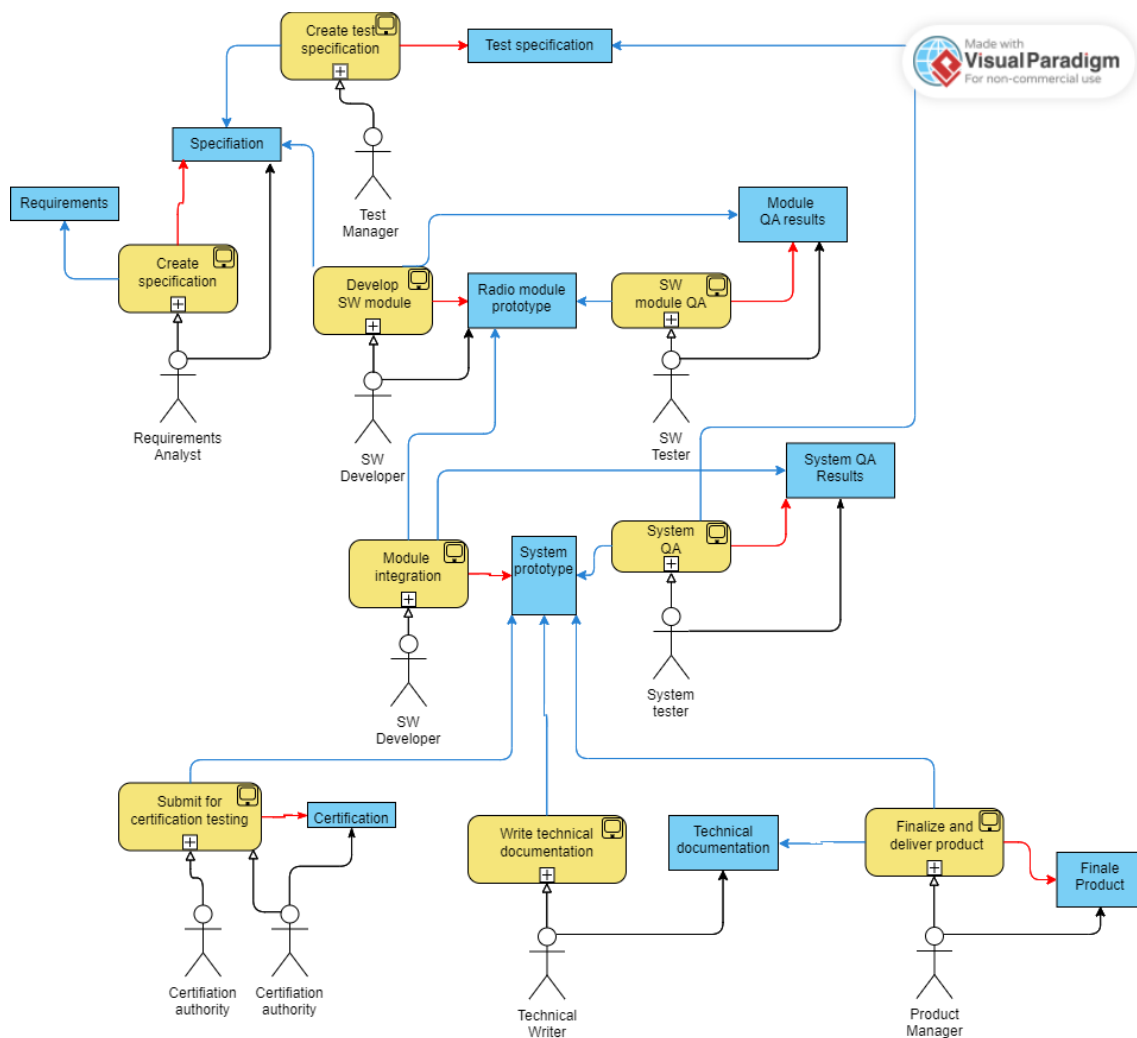 Create test
specification
Test specification
Made with
VisualParadigm
For non-commercial use
Specifiation
Requirements
Test
Manager
Module
QA results
Create
specification
Develop
SW module
Radio module
prototype
SW
module QA
Requirements
Analyst
SW
Developer
SW
Tester
System QA
Results
Module
integration
System
prototype
System
QA
SW
Developer
System
tester
Submit for
certification testing
Certification
Write technical
documentation
Technical
documentation
Finalize and
deliver product
Finale
Product
Certifiation
authority
Certifiation
authority
Technical
Writer
Product
Manager